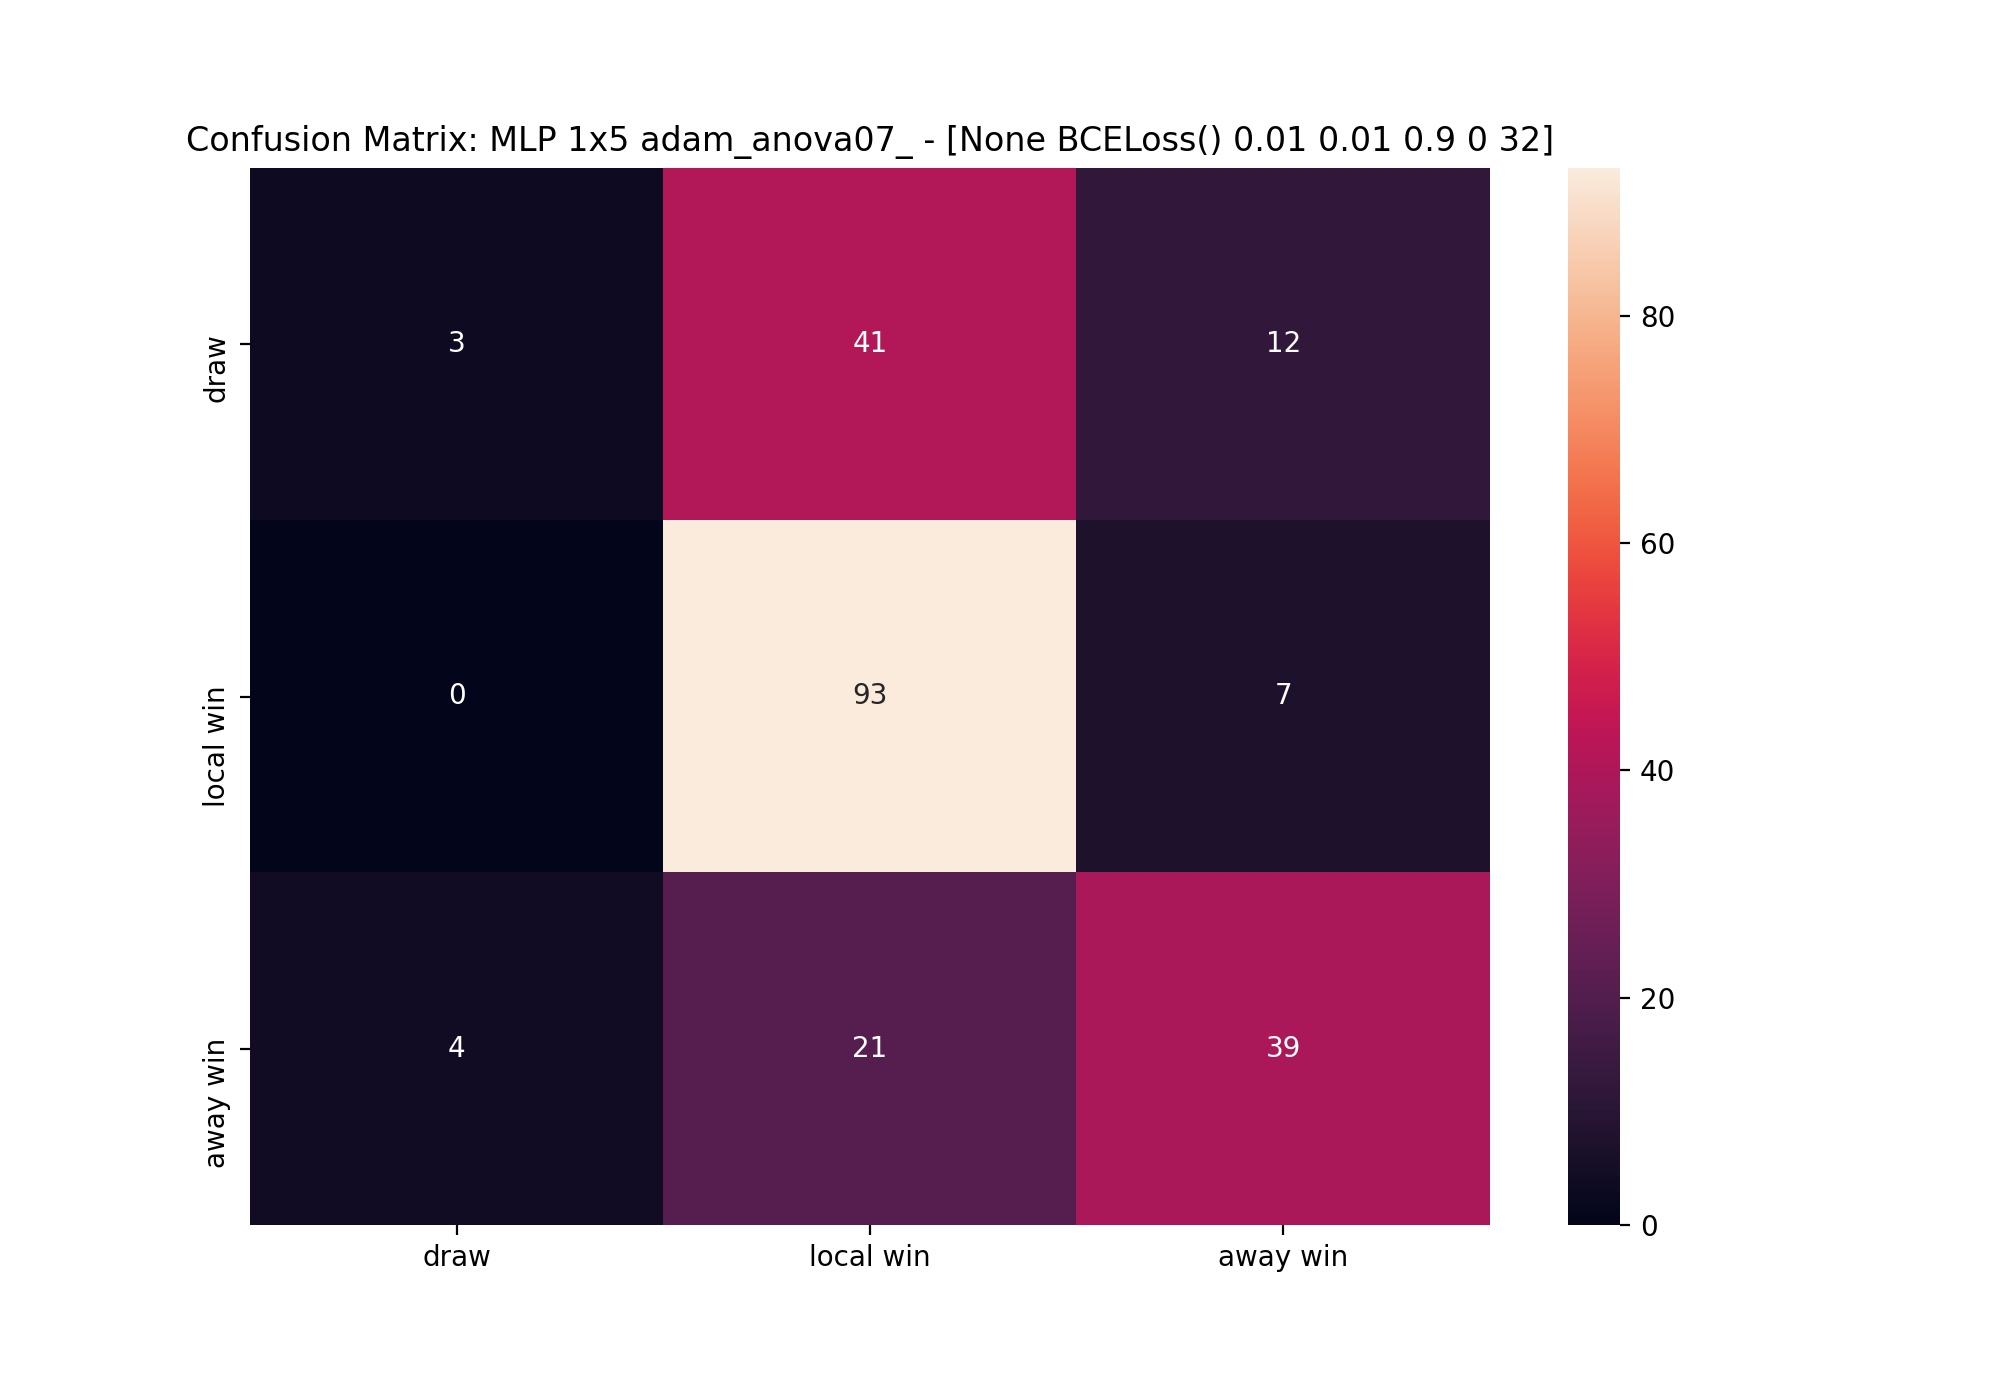 Confusion Matrix: MLP 1x5 adam_anova07_ - [None BCELoss() 0.01 0.01 0.9 0 32]
draw
3
41
12
local win
0
93
7
away win
4
21
39
draw
local win
away win
80
60
40
20
0